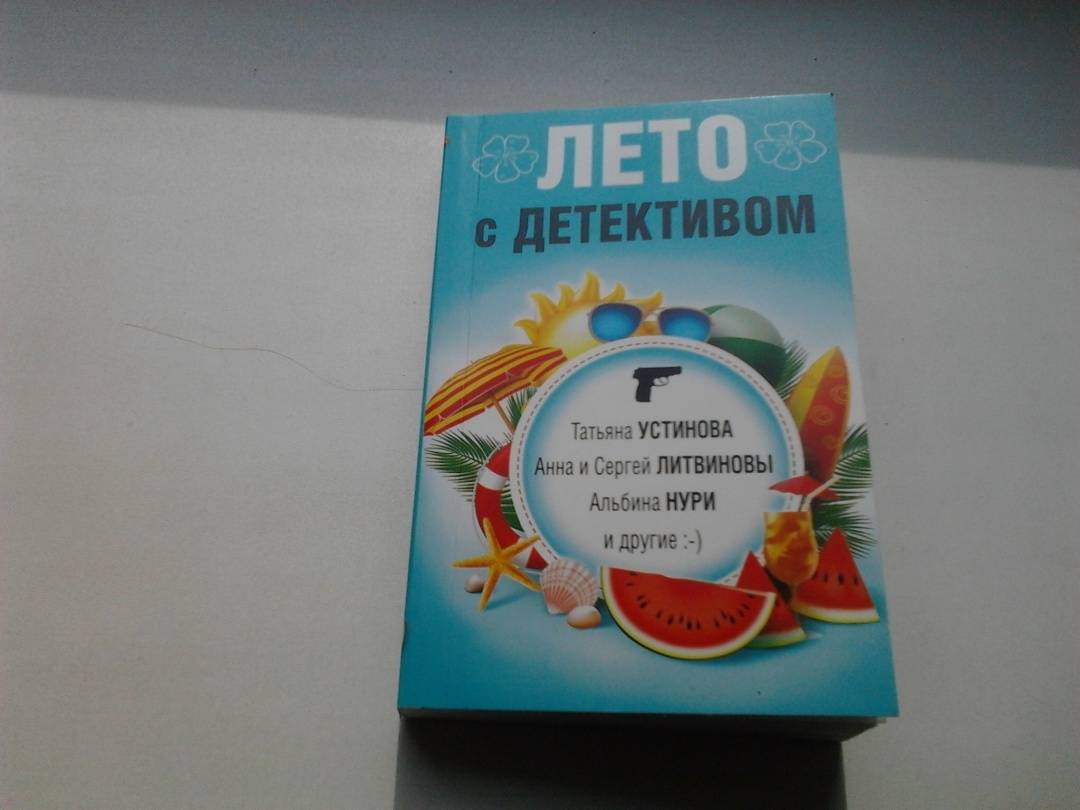 ЛЕТО
с ДЕТЕКТИВОМ
Татьяна УСТИНОВА
Анна и Сергей ЛИТВИНОВЫ
Альбина НУРИ
и другие :-)